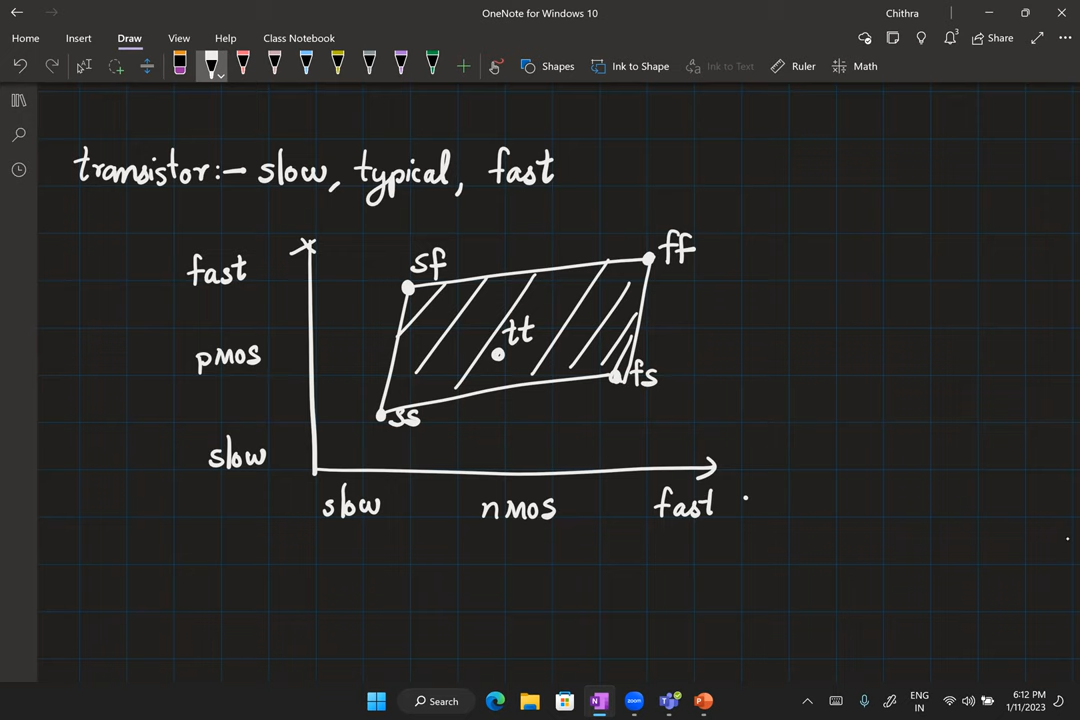 OneNote for Windows 10
Chithra
Home Insert Draw View Help Class Notebook
Share
Shapes Ink to Shape Ink to Text Ruler Math
transistor:- slow, typical, fast
fast
sf
ff
pMOS
tt
fs
ss
slow
slow nMOS fast
Search
ENG
IN
6:12 PM
1/11/2023